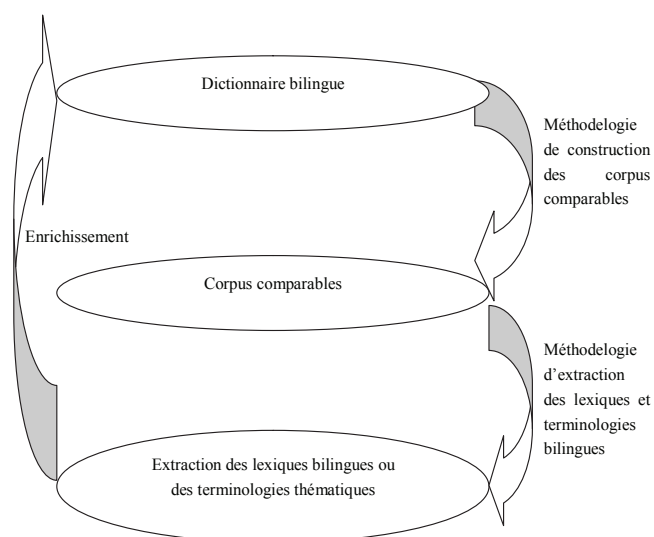 Dictionnaire bilingue
Méthodelogie
de construction
des corpus
comparables
Enrichissement
Corpus comparables
Méthodelogie
d’extraction
des lexiques et
terminologies
bilingues
Extraction des lexiques bilingues ou
des terminologies thématiques